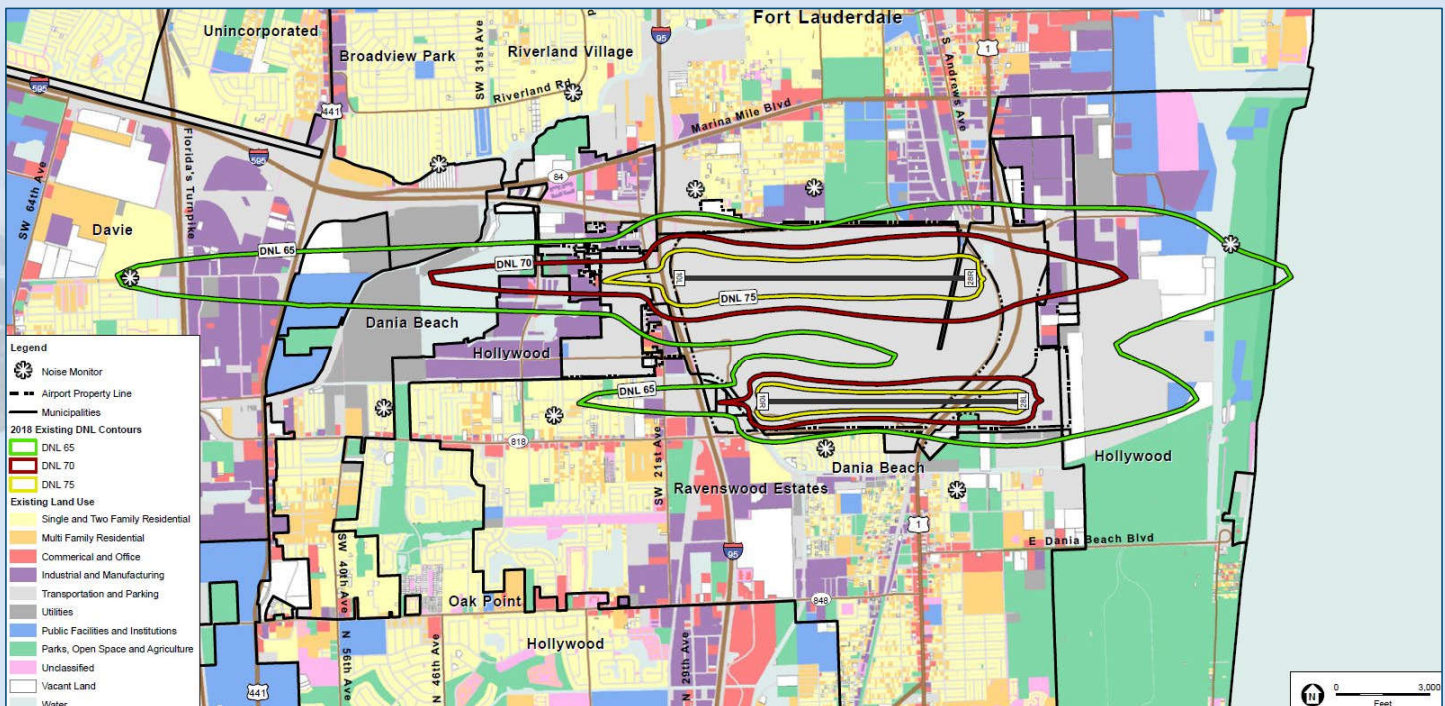 Fort Lauderdale
Unincorporated
Broadview Park
Riverland Village
SW 31st Ave
Riverland Rd
95
1
S Andrews Ave
595
441
Marina Mile Blvd
Florida's Turnpike
595
SW 64th Ave
84
Davie
DNL 65
DNL 70
DNL 75
10L
28R
Dania Beach
Hollywood
DNL 65
10R
28L
818
SW 21st Ave
Dania Beach
Hollywood
Ravenswood Estates
1
E Dania Beach Blvd
95
SW 40th Ave
Oak Point
848
Hollywood
N 56th Ave
N 46th Ave
N 29th Ave
441
Legend
Noise Monitor
Airport Property Line
Municipalities
2018 Existing DNL Contours
DNL 65
DNL 70
DNL 75
Existing Land Use
Single and Two Family Residential
Multi Family Residential
Commerical and Office
Industrial and Manufacturing
Transportation and Parking
Utilities
Public Facilities and Institutions
Parks, Open Space and Agriculture
Unclassified
Vacant Land
Water
N
0 3,000
Feet